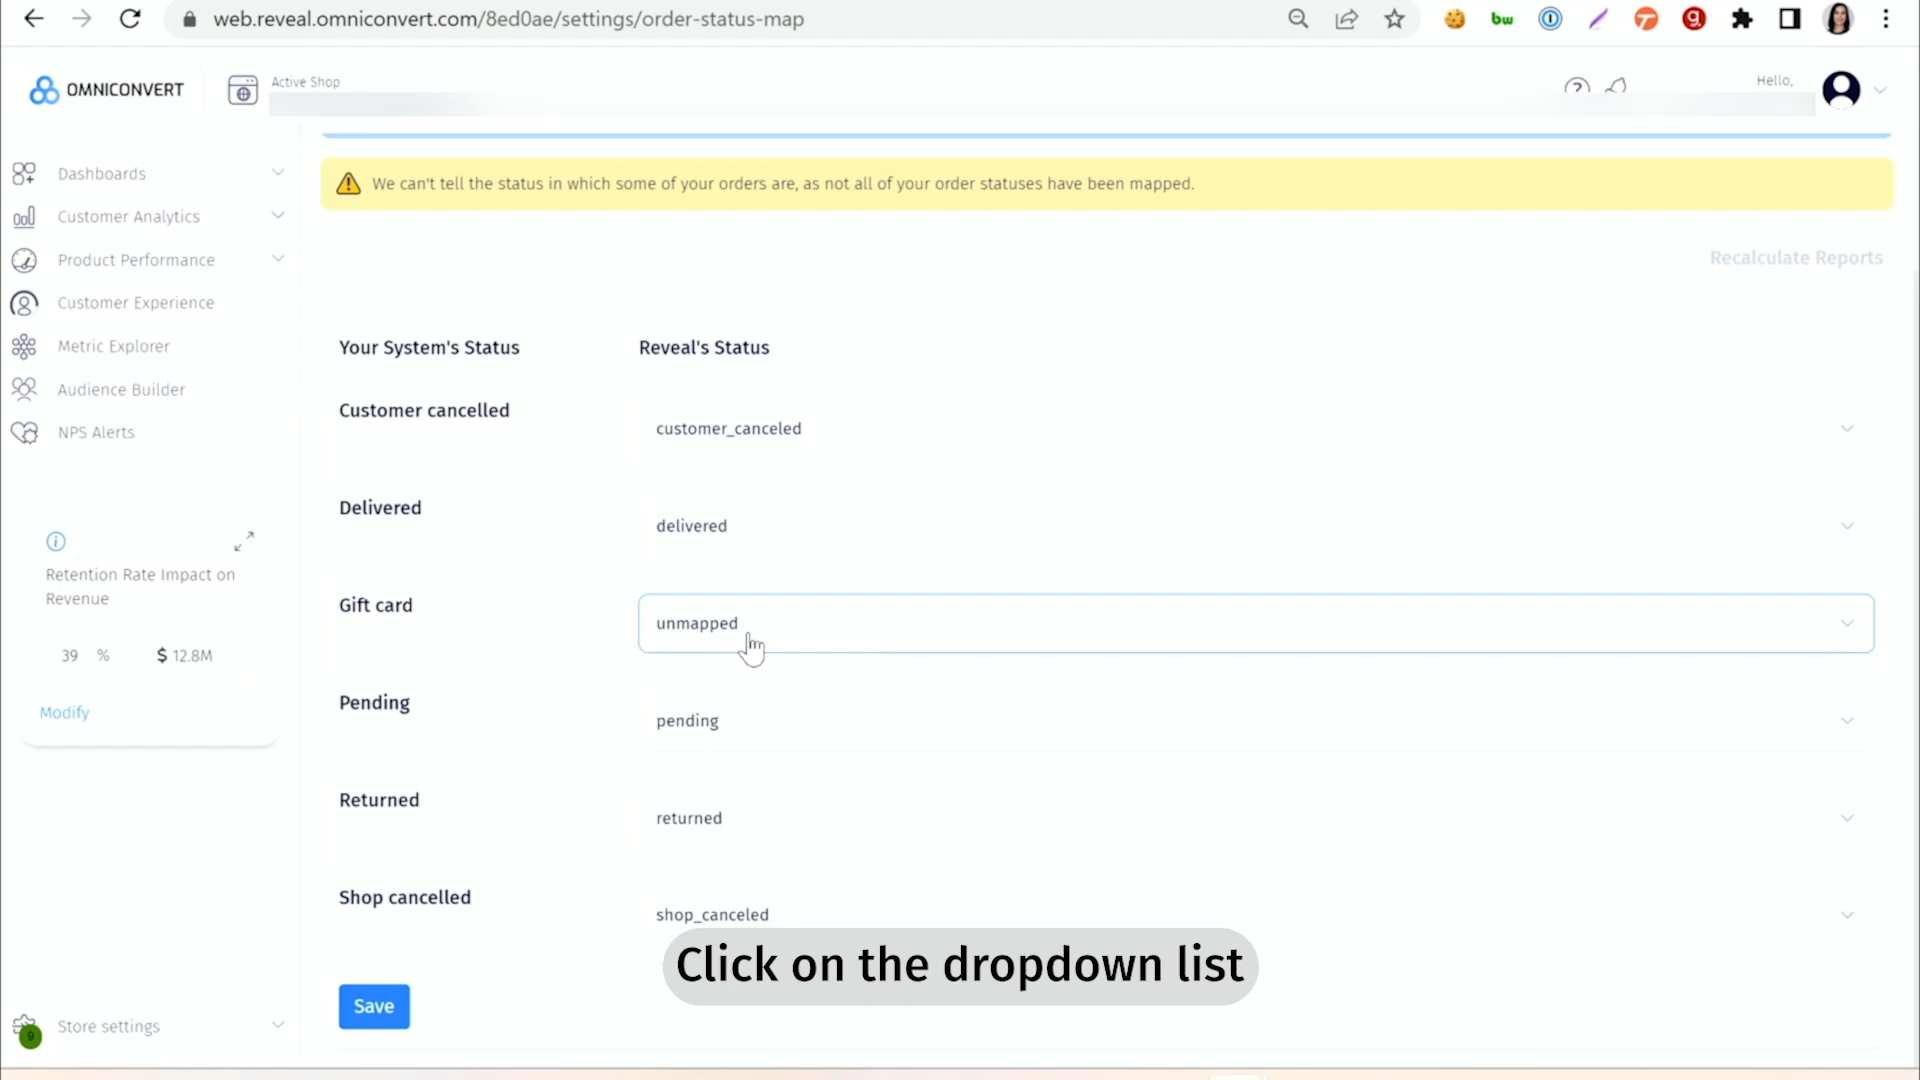 web.reveal.omniconvert.com/8ed0ae/settings/order-status-map
bw
OMNICONVERT
Active Shop
Hello,
Dashboards
Customer Analytics
Product Performance
Customer Experience
Metric Explorer
Audience Builder
NPS Alerts
Retention Rate Impact on
Revenue
39 % $ 12.8M
Modify
Store settings
9
We can't tell the status in which some of your orders are, as not all of your order statuses have been mapped.
Recalculate Reports
Your System's Status Reveal's Status
Customer cancelled customer_canceled
Delivered delivered
Gift card unmapped
Pending pending
Returned returned
Shop cancelled shop_canceled
Click on the dropdown list
Save